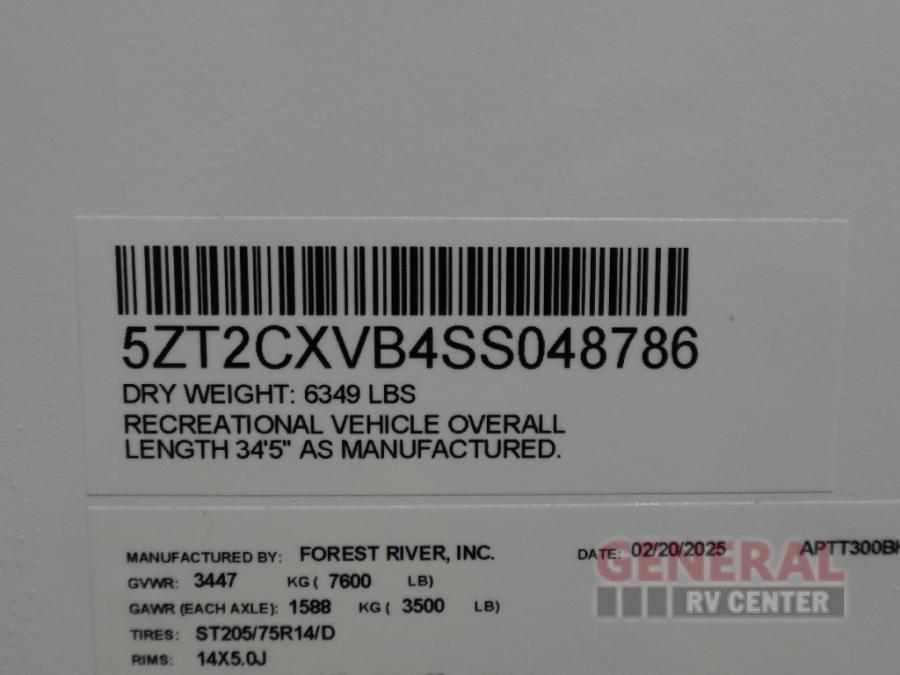 5ZT2CXVB4SS048786
DRY WEIGHT: 6349 LBS
RECREATIONAL VEHICLE OVERALL
LENGTH 34'5" AS MANUFACTURED.
MANUFACTURED BY: FOREST RIVER, INC. DATE: 02/20/2025 APTT300BH
GVWR: 3447 KG ( 7600 LB)
GENERAL
GAWR (EACH AXLE): 1588 KG ( 3500 LB)
RV CENTER
TIRES: ST205/75R14/D
RIMS: 14X5.0J